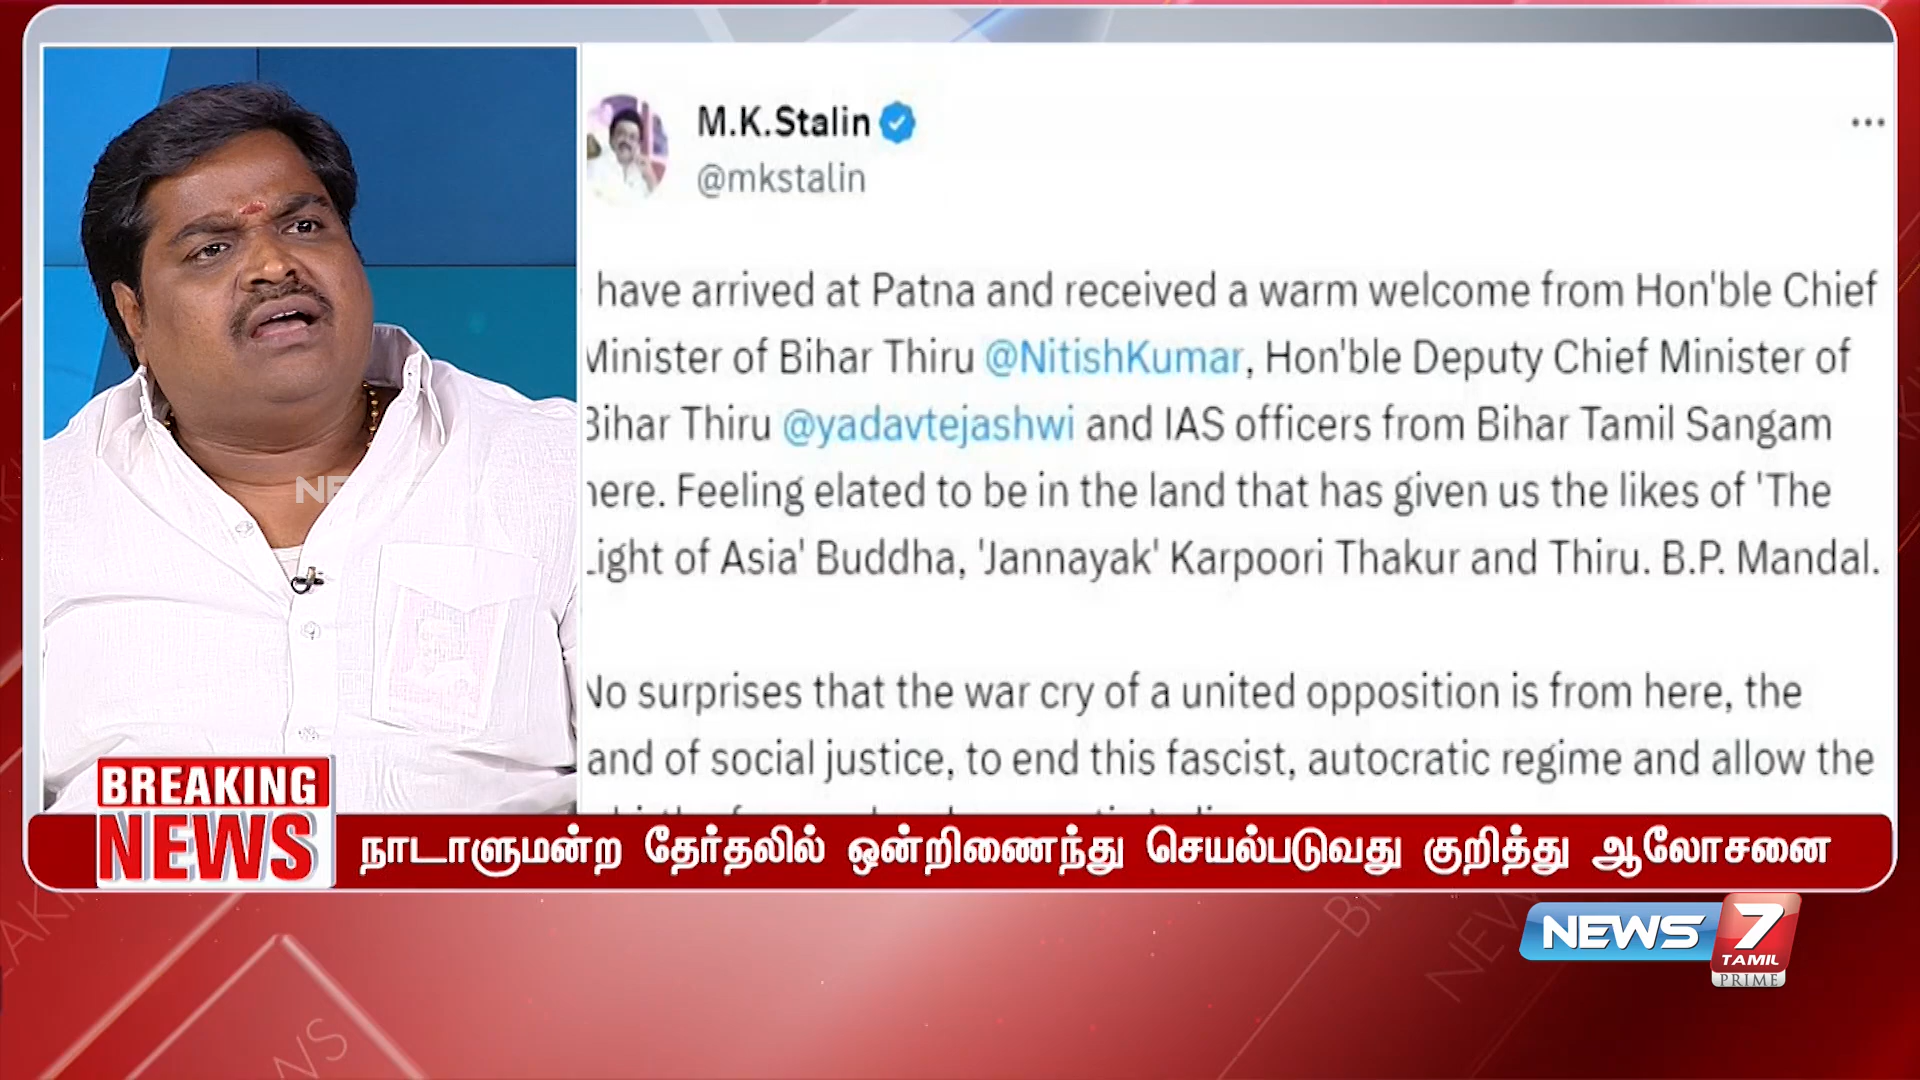 M.K.Stalin
@mkstalin
have arrived at Patna and received a warm welcome from Hon'ble Chief
Minister of Bihar Thiru @NitishKumar, Hon'ble Deputy Chief Minister of
Bihar Thiru @yadavtejashwi and IAS officers from Bihar Tamil Sangam
here. Feeling elated to be in the land that has given us the likes of 'The
Light of Asia' Buddha, 'Jannayak' Karpoori Thakur and Thiru. B.P. Mandal.
No surprises that the war cry of a united opposition is from here, the
land of social justice, to end this fascist, autocratic regime and allow the
BREAKING
NEWS
நாடாளுமன்ற தேர்தலில் ஒன்றிணைந்து செயல்படுவது குறித்து ஆலோசனை
NEWS 7
TAMIL
PRIME